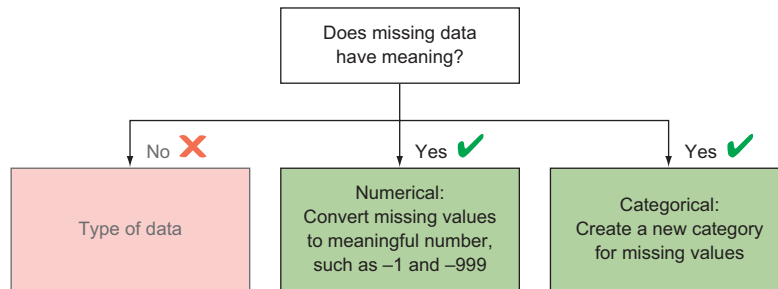 Does missing data
have meaning?
No
Yes
Yes
Type of data
Numerical:
Convert missing values
to meaningful number,
such as –1 and –999
Categorical:
Create a new category
for missing values